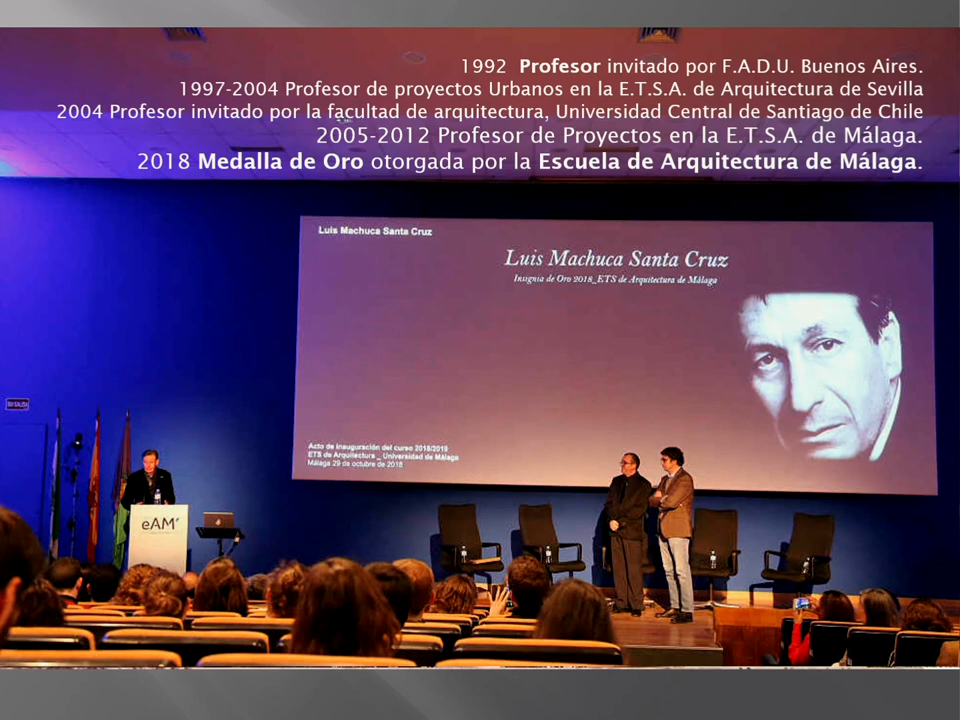 1992  Profesor invitado por F.A.D.U. Buenos Aires.
1997-2004 Profesor de proyectos Urbanos en la E.T.S.A. de Arquitectura de Sevilla
2004 Profesor invitado por la facultad de arquitectura, Universidad Central de Santiago de Chile
2005-2012 Profesor de Proyectos en la E.T.S.A. de Málaga.
2018 Medalla de Oro otorgada por la Escuela de Arquitectura de Málaga.
Luis Machuca Santa Cruz
Luis Machuca Santa Cruz
Insignia de Oro 2018_ETS de Arquitectura de Málaga
Acto de inauguración del curso 2018/2019
ETS de Arquitectura _ Universidad de Málaga
Málaga 29 de octubre de 2018
eAM'